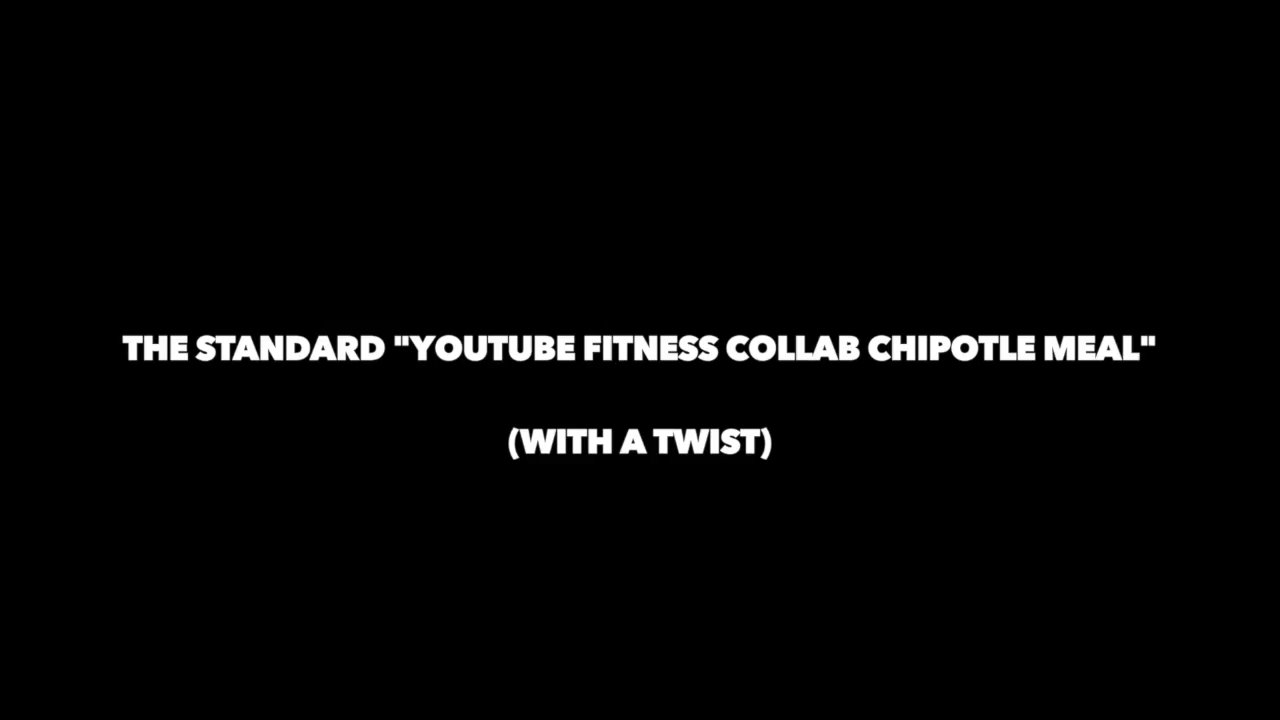 THE STANDARD "YOUTUBE FITNESS COLLAB CHIPOTLE MEAL"
(WITH A TWIST)